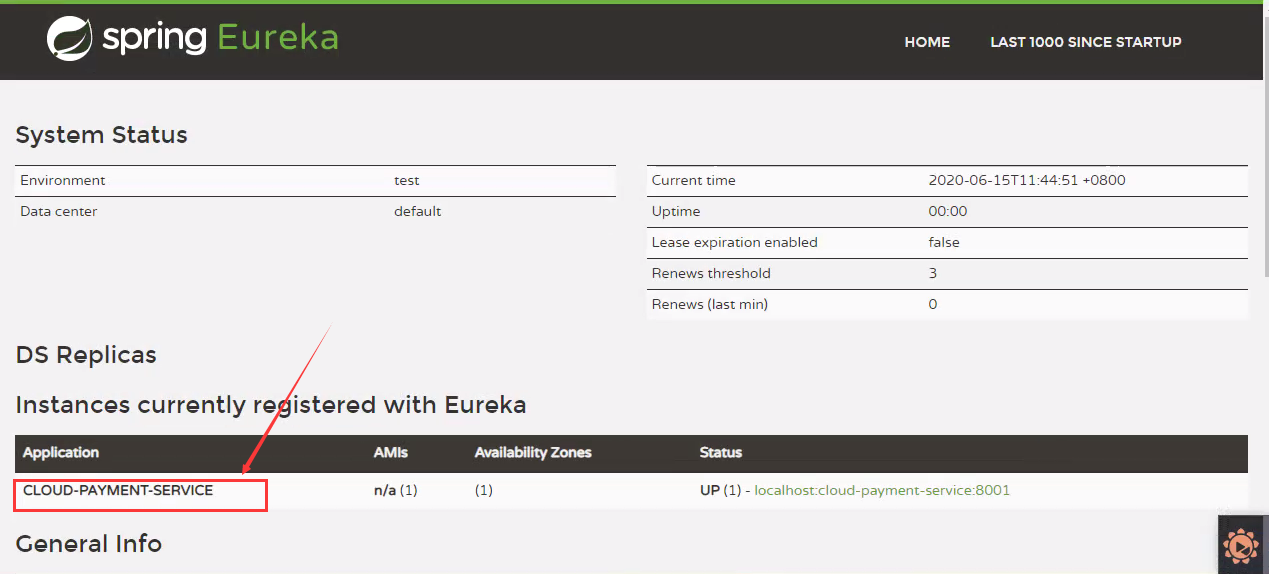 spring Eureka
HOME LAST 1000 SINCE STARTUP
System Status
Environment test
Data center default
Current time 2020-06-15T11:44:51 +0800
Uptime 00:00
Lease expiration enabled false
Renews threshold 3
Renews (last min) 0
DS Replicas
Instances currently registered with Eureka
Application AMIs Availability Zones Status
CLOUD-PAYMENT-SERVICE n/a (1) (1) UP (1) - localhost:cloud-payment-service:8001
General Info